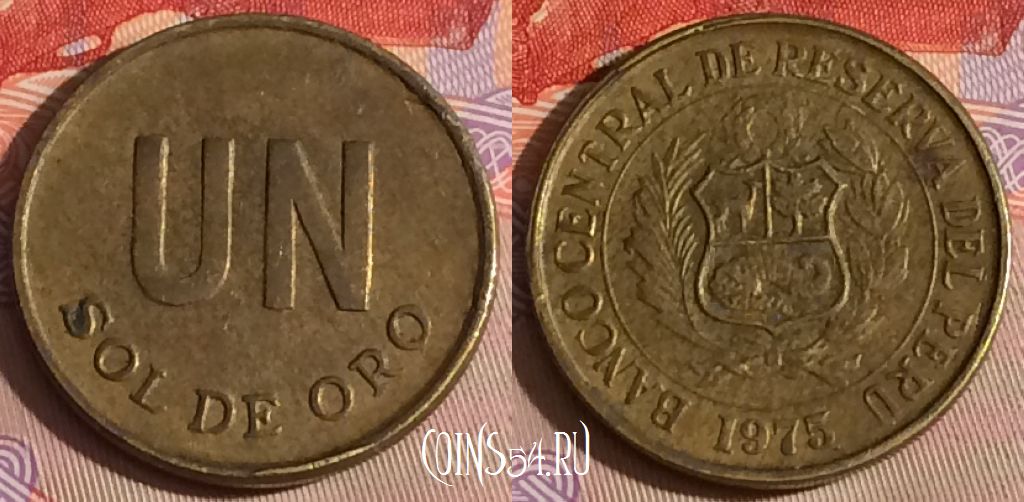 UN
SOL DE ORO
BANCO CENTRAL DE RESERVA DEL PERU
1975
COINS54.RU